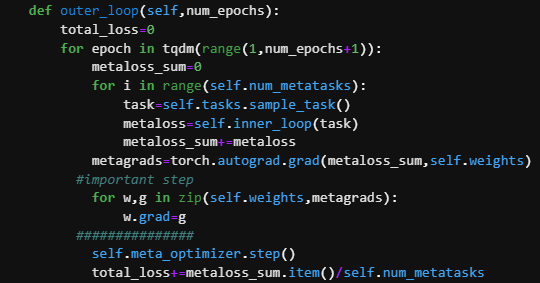 def outer_loop(self,num_epochs):
total_loss=0
for epoch in tqdm(range(1,num_epochs+1)):
metaloss_sum=0
for i in range(self.num_metatasks):
task=self.tasks.sample_task()
metaloss=self.inner_loop(task)
metaloss_sum+=metaloss
metagrads=torch.autograd.grad(metaloss_sum,self.weights)
#important step
for w,g in zip(self.weights,metagrads):
w.grad=g
###############
self.meta_optimizer.step()
total_loss+=metaloss_sum.item()/self.num_metatasks